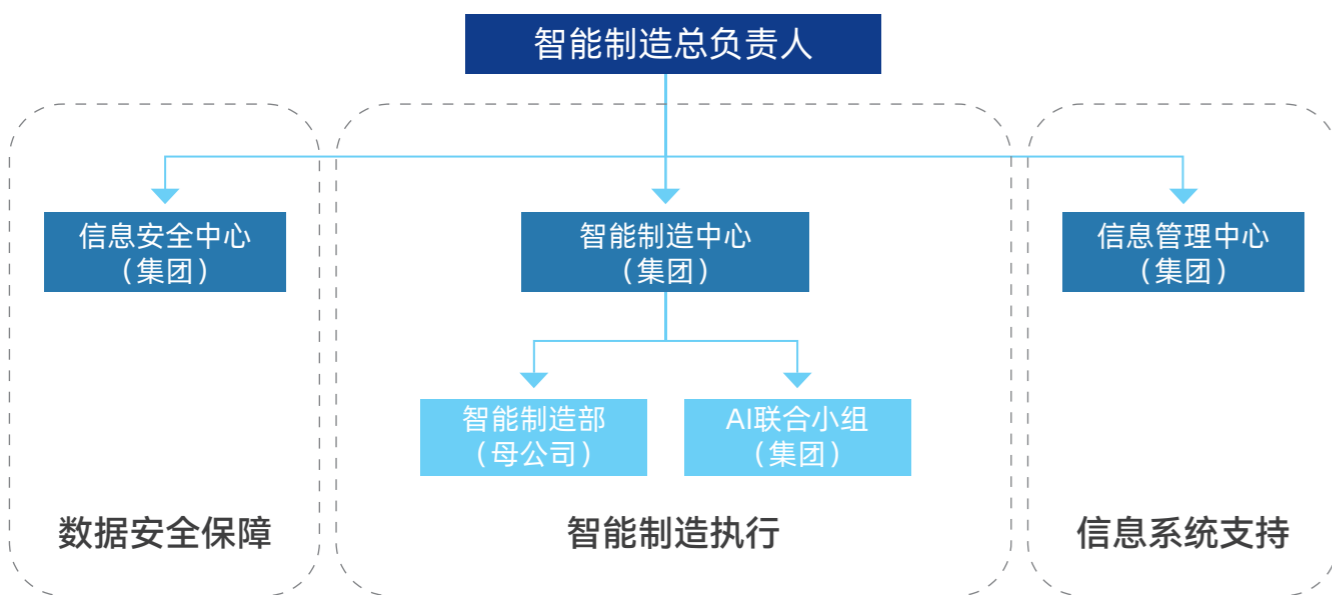 智能制造总负责人
信息安全中心
（集团）
智能制造中心
（集团）
信息管理中心
（集团）
智能制造部
（母公司）
AI联合小组
（集团）
数据安全保障
智能制造执行
信息系统支持